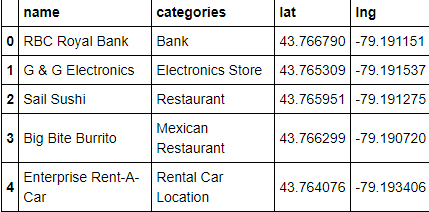 name categories lat lng
0 RBC Royal Bank Bank 43.766790 -79.191151
1 G & G Electronics Electronics Store 43.765309 -79.191537
2 Sail Sushi Restaurant 43.765951 -79.191275
3 Big Bite Burrito Mexican Restaurant 43.766299 -79.190720
4 Enterprise Rent-A-Car Rental Car Location 43.764076 -79.193406